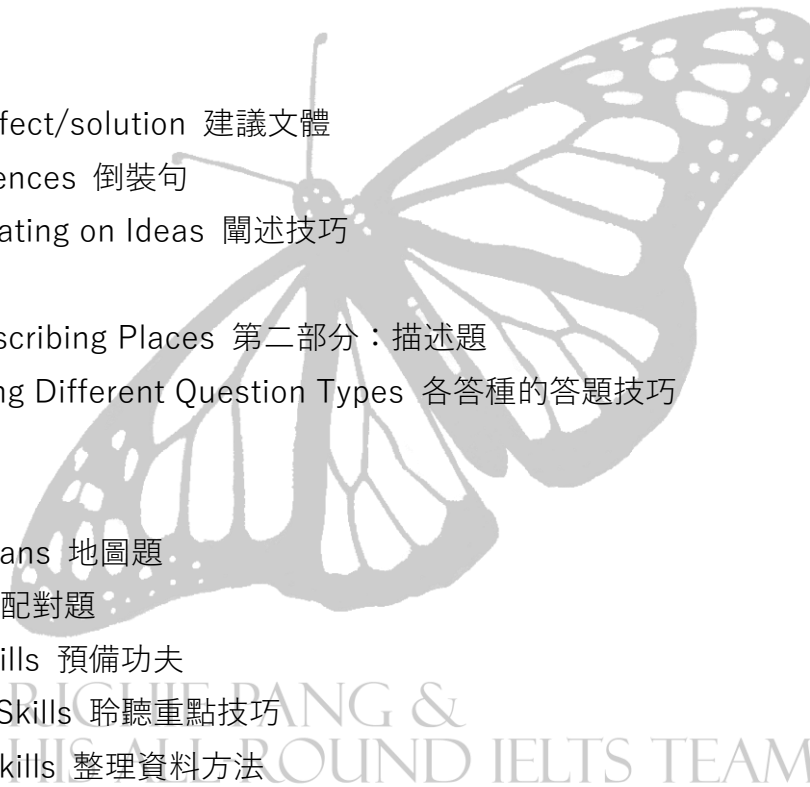 fect/solution 建議文體
ences 倒裝句
ating on Ideas 闡述技巧
scribing Places 第二部分：描述題
ng Different Question Types 各答種的答題技巧
ans 地圖題
配對題
ills 預備功夫
Skills 聆聽重點技巧
kills 整理資料方法
RICHIE PANG &
HIS ALL ROUND IELTS TEAM